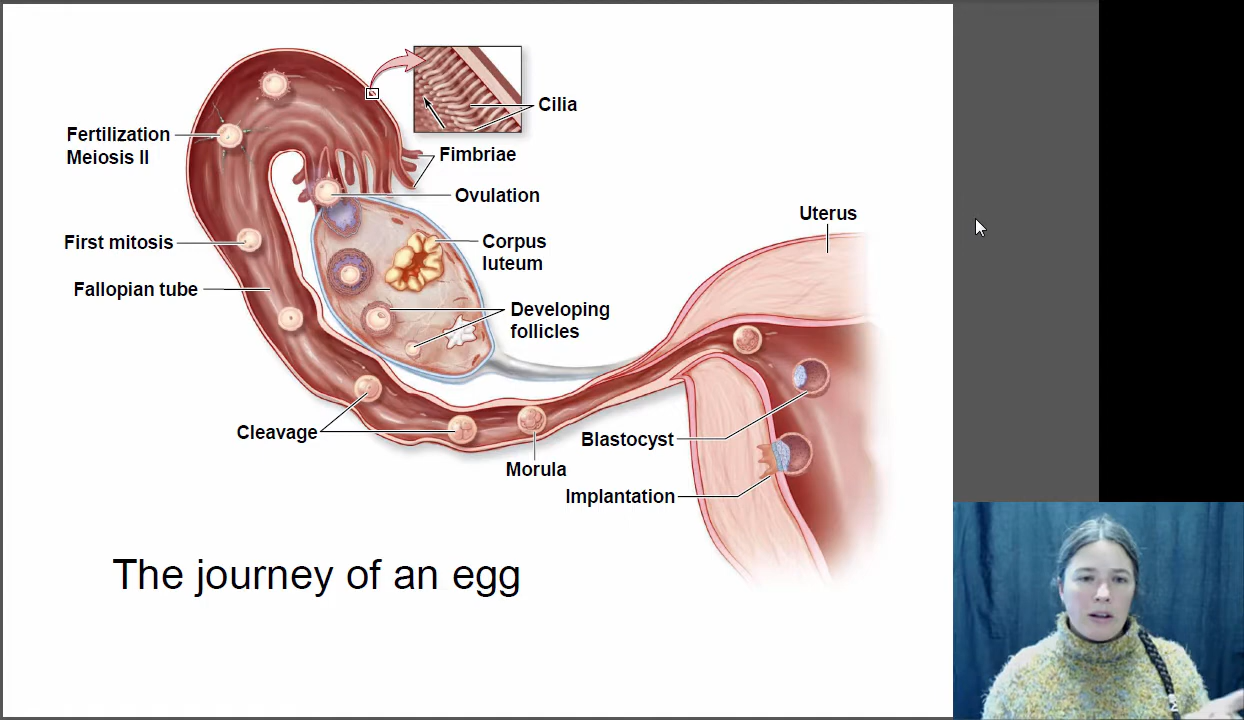 Cilia
Fertilization
Meiosis II
Fimbriae
Ovulation
Uterus
First mitosis
Corpus
luteum
Fallopian tube
Developing
follicles
Cleavage
Blastocyst
Morula
Implantation
The journey of an egg